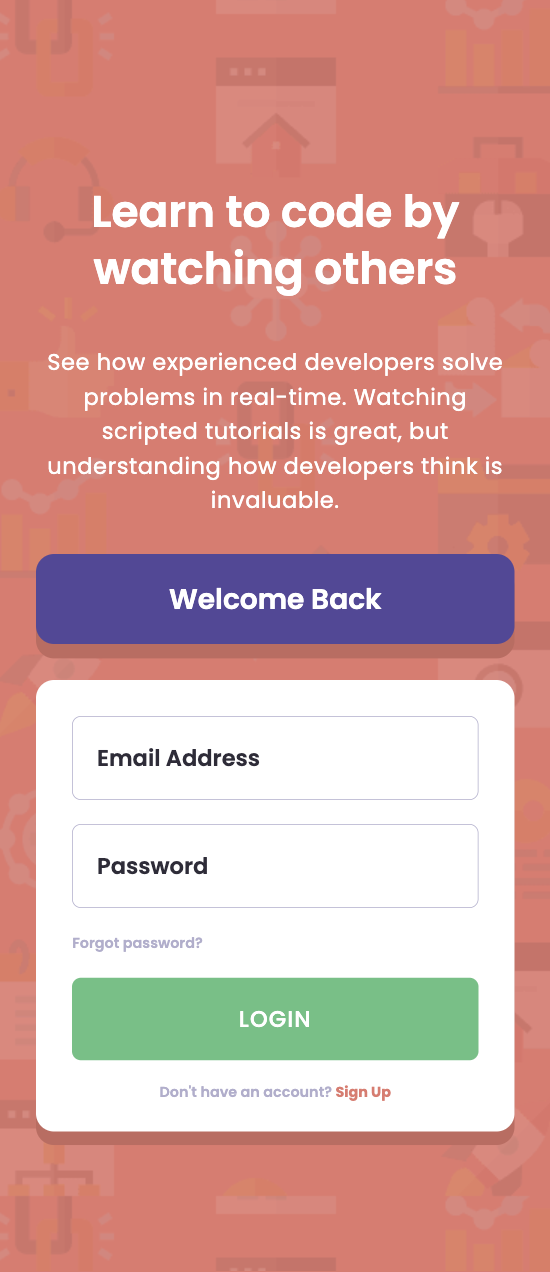 Learn to code by
watching others
See how experienced developers solve
problems in real-time. Watching
scripted tutorials is great, but
understanding how developers think is
invaluable.
Welcome Back
Email Address
Password
Forgot password?
LOGIN
Don't have an account? Sign Up